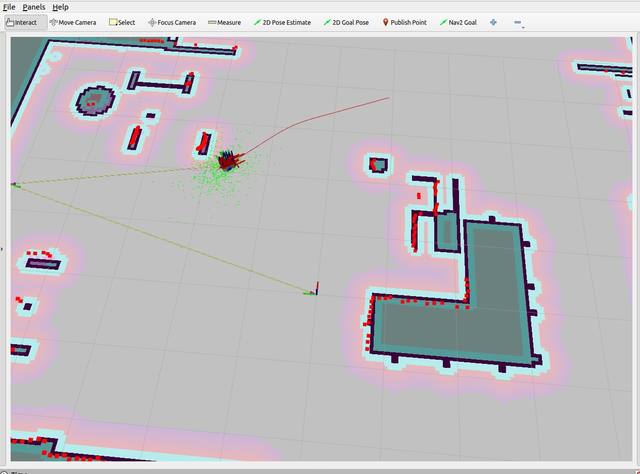 File Panels Help
Interact Move Camera Select Focus Camera Measure 2D Pose Estimate 2D Goal Pose Publish Point Nav2 Goal